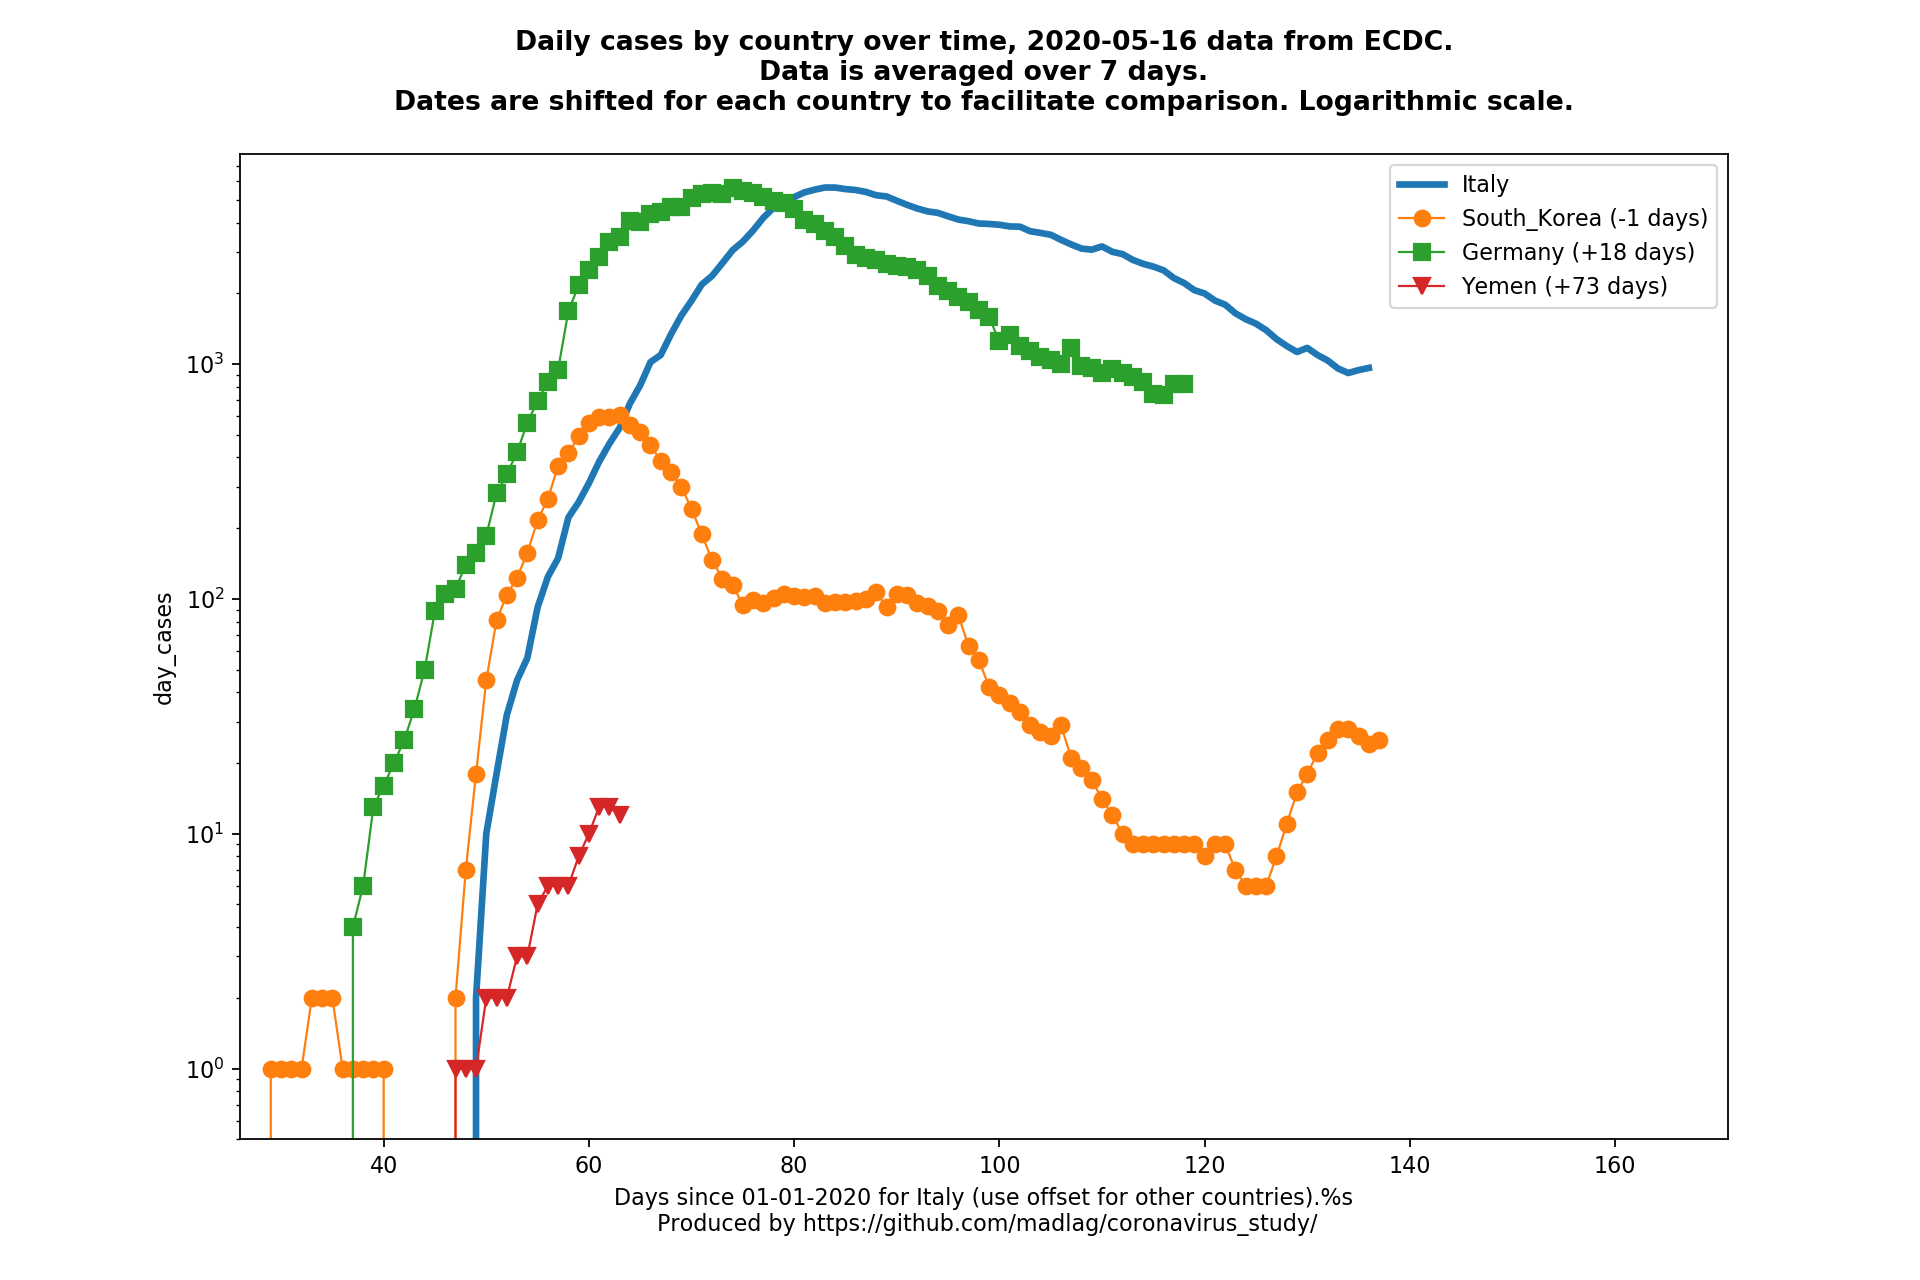 Daily cases by country over time, 2020-05-16 data from ECDC.
Data is averaged over 7 days.
Dates are shifted for each country to facilitate comparison. Logarithmic scale.
Italy
South_Korea (-1 days)
Germany (+18 days)
Yemen (+73 days)
day_cases
10³
10²
10¹
10⁰
40 60 80 100 120 140 160
Days since 01-01-2020 for Italy (use offset for other countries).%s
Produced by https://github.com/madlag/coronavirus_study/